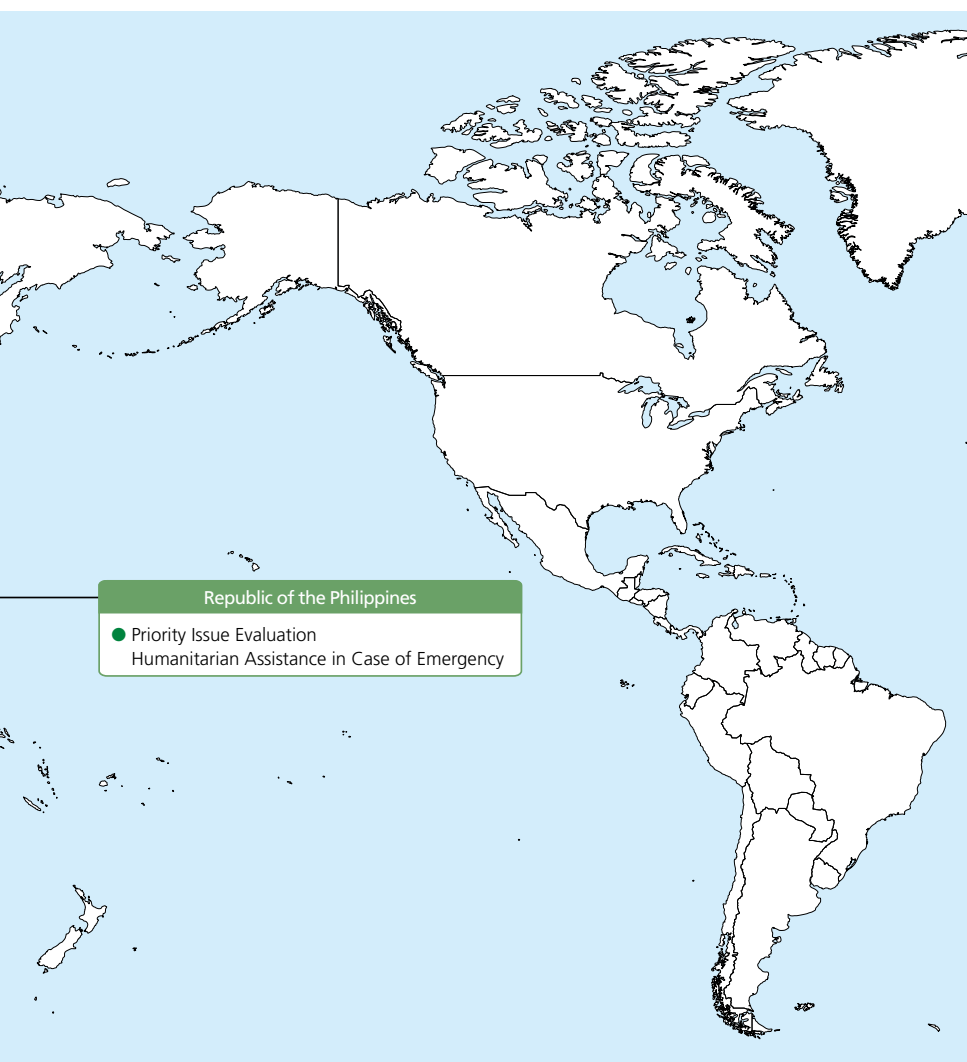 Republic of the Philippines
● Priority Issue Evaluation
Humanitarian Assistance in Case of Emergency